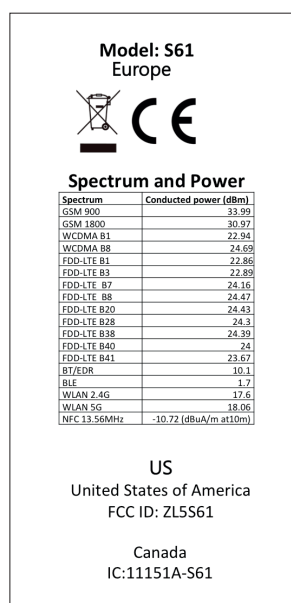 Model: S61
Europe
CE
Spectrum and Power
Spectrum Conducted power (dBm)
GSM 900 33.99
GSM 1800 30.97
WCDMA B1 22.94
WCDMA B8 24.69
FDD-LTE B1 22.86
FDD-LTE B3 22.89
FDD-LTE B7 24.16
FDD-LTE B8 24.47
FDD-LTE B20 24.43
FDD-LTE B28 24.3
FDD-LTE B38 24.39
FDD-LTE B40 24
FDD-LTE B41 23.67
BT/EDR 10.1
BLE 1.7
WLAN 2.4G 17.6
WLAN 5G 18.06
NFC 13.56MHz -10.72 (dBuA/m at10m)
US
United States of America
FCC ID: ZL5S61
Canada
IC:11151A-S61